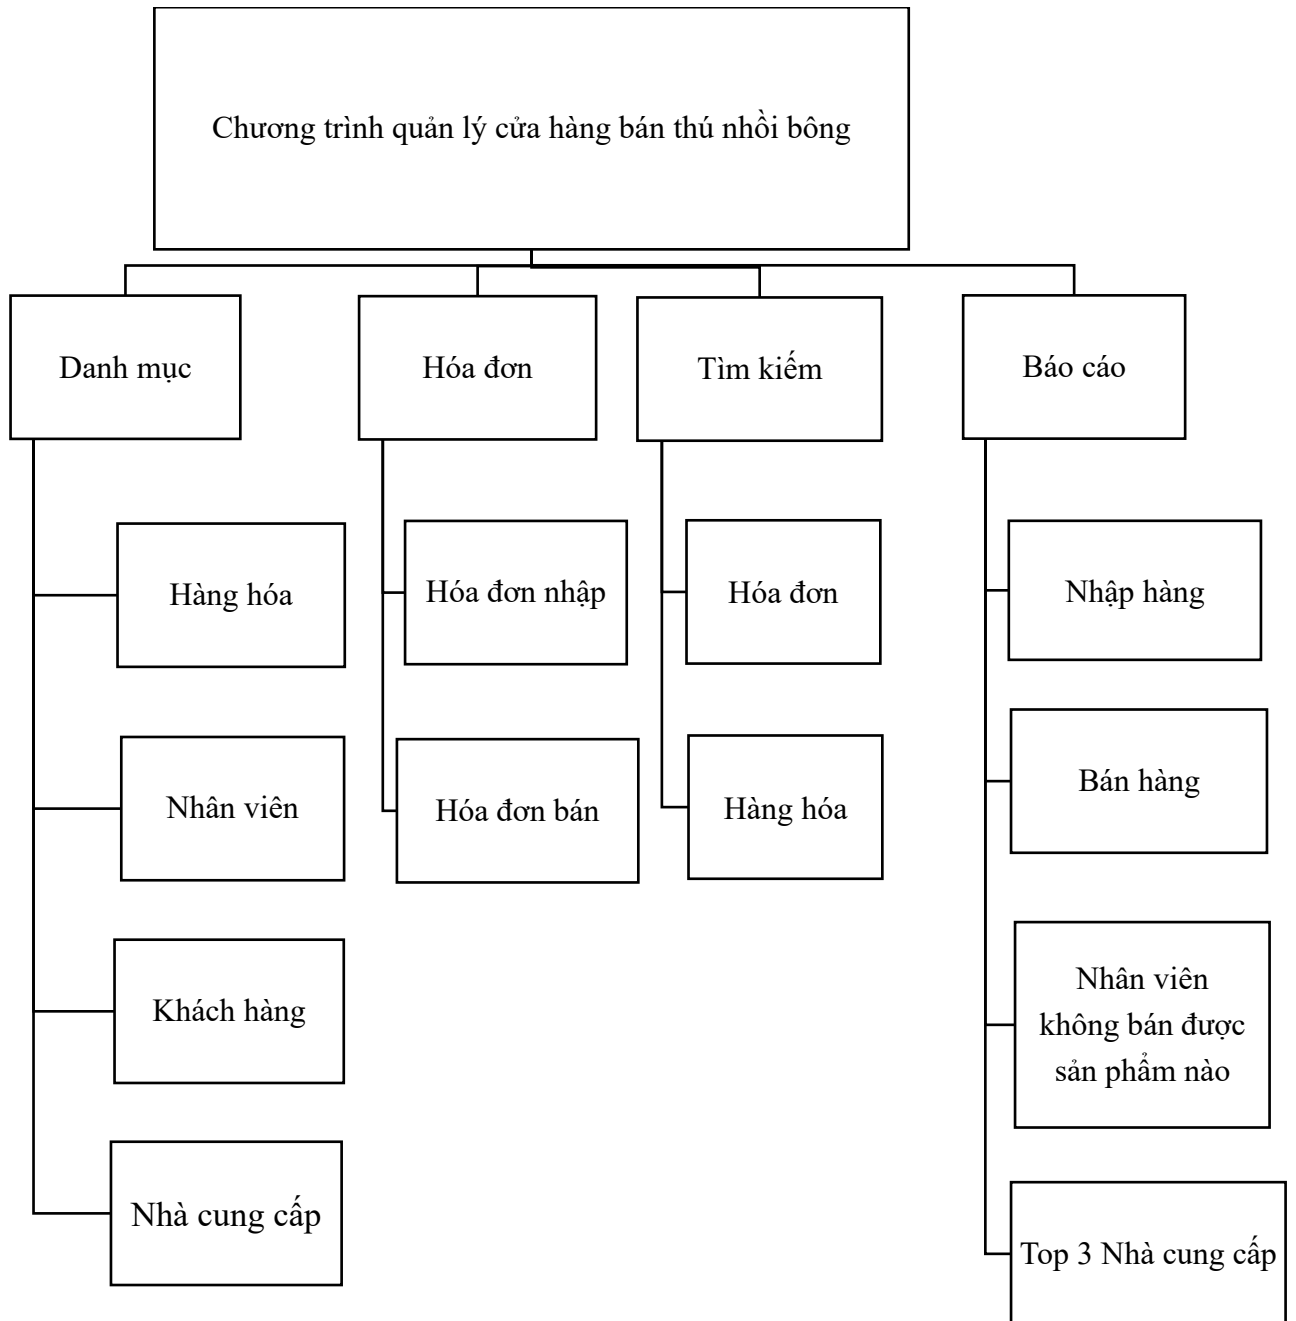 Chương trình quản lý cửa hàng bán thú nhồi bông
Danh mục
Hóa đơn
Tìm kiếm
Báo cáo
Hàng hóa
Hóa đơn nhập
Hóa đơn
Nhập hàng
Nhân viên
Hóa đơn bán
Hàng hóa
Bán hàng
Khách hàng
Nhân viên
không bán được
sản phẩm nào
Nhà cung cấp
Top 3 Nhà cung cấp